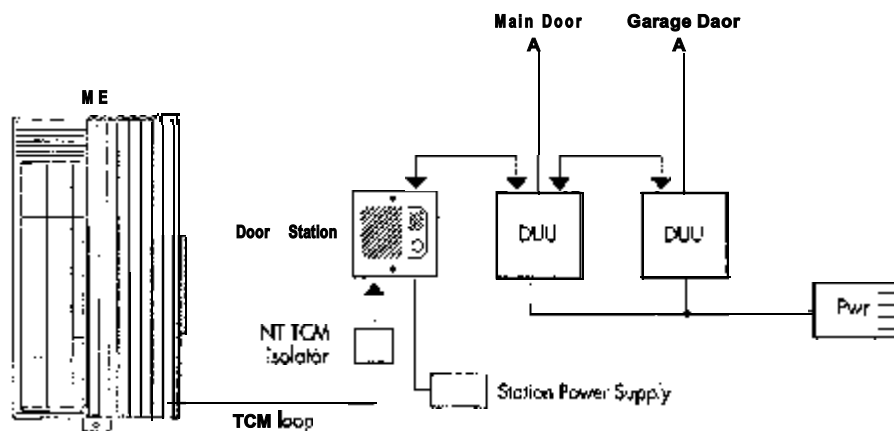 Main Door
Garage Daor
A
A
M E
Door Station
DUU
DUU
Pwr
NT TCM
Isolator
Station Power Supply
TCM loop